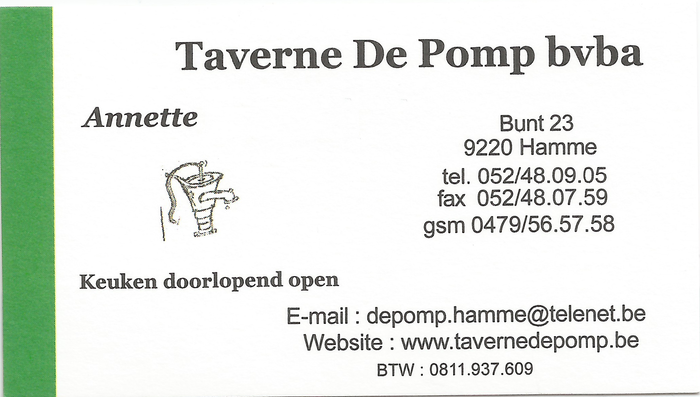 Taverne De Pomp bvba
Annette
Bunt 23
9220 Hamme
tel. 052/48.09.05
fax 052/48.07.59
gsm 0479/56.57.58
Keuken doorlopend open
E-mail : depomp.hamme@telenet.be
Website : www.tavernedepomp.be
BTW : 0811.937.609